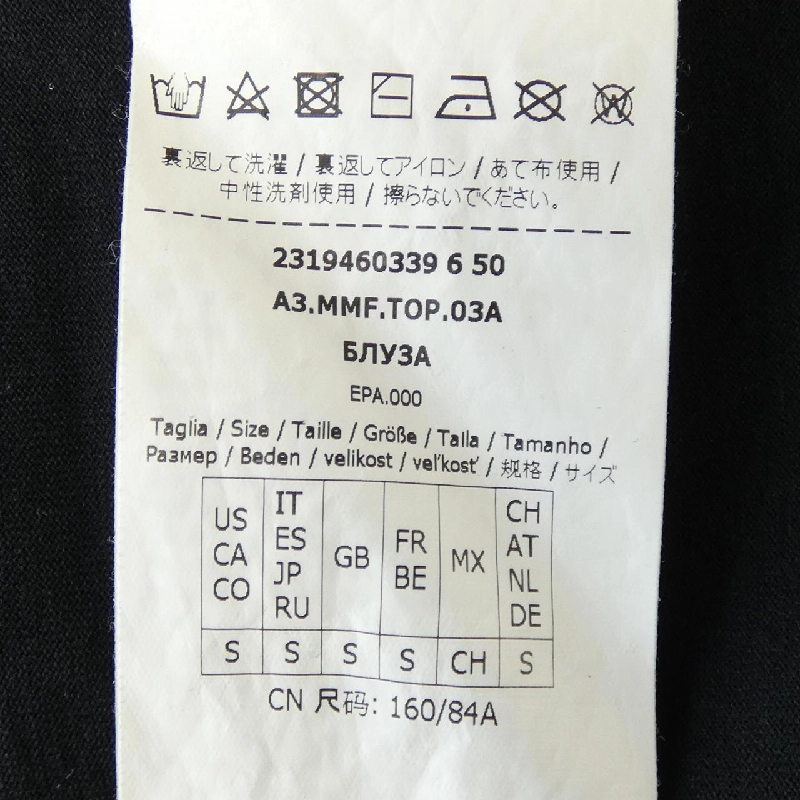 裏返して洗濯 / 裏返してアイロン / あて布使用 /
中性洗剤使用 / 擦らないでください。
2319460339 6 50
A3.MMF.TOP.03A
БЛУЗА
EPA.000
Taglia / Size / Taille / Größe / Talla / Tamanho /
Размер / Beden / velikost / veľkosť / 规格 / サイズ
US CA CO
IT ES JP RU
GB
FR BE
MX
CH AT NL DE
S S S S CH S
CN 尺码: 160/84A